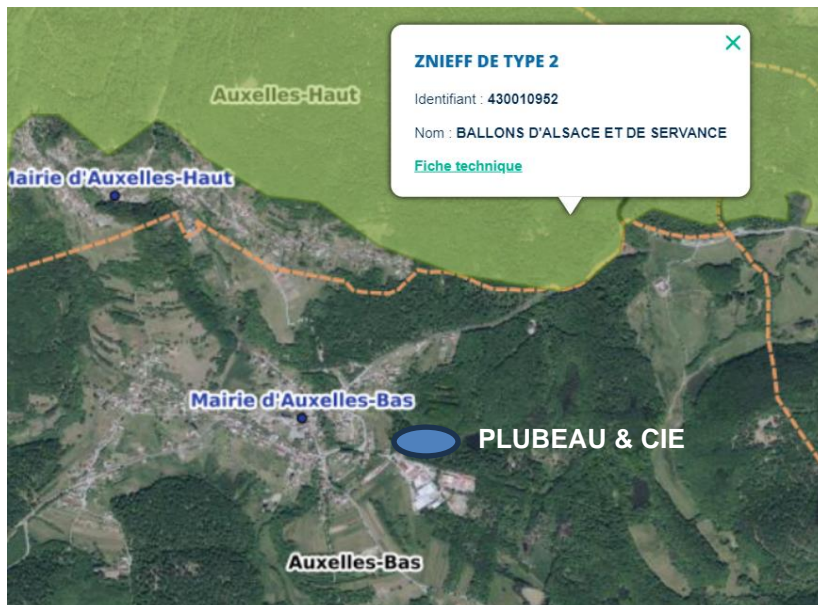 ZNIEFF DE TYPE 2
Identifiant : 430010952
Nom : BALLONS D'ALSACE ET DE SERVANCE
Fiche technique
Auxelles-Haut
Mairie d'Auxelles-Haut
Mairie d'Auxelles-Bas
PLUBEAU & CIE
Auxelles-Bas